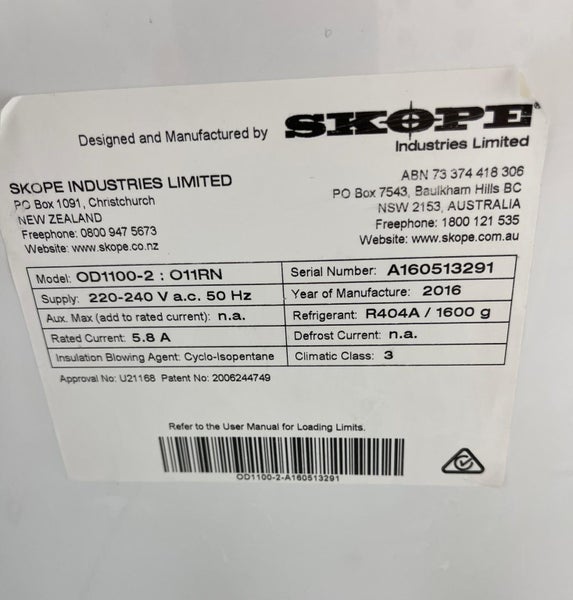 Designed and Manufactured by SKOPE
Industries Limited
SKOPE INDUSTRIES LIMITED
PO Box 1091, Christchurch
NEW ZEALAND
Freephone: 0800 947 5673
Website: www.skope.co.nz
ABN 73 374 418 306
PO Box 7543, Baulkham Hills BC
NSW 2153, AUSTRALIA
Freephone: 1800 121 535
Website: www.skope.com.au
Model: OD1100-2 : O11RN
Serial Number: A160513291
Supply: 220-240 V a.c. 50 Hz
Year of Manufacture: 2016
Aux. Max (add to rated current): n.a.
Refrigerant: R404A / 1600 g
Rated Current: 5.8 A
Defrost Current: n.a.
Insulation Blowing Agent: Cyclo-Isopentane
Climatic Class: 3
Approval No: U21168 Patent No: 2006244749
Refer to the User Manual for Loading Limits.
OD1100-2-A160513291